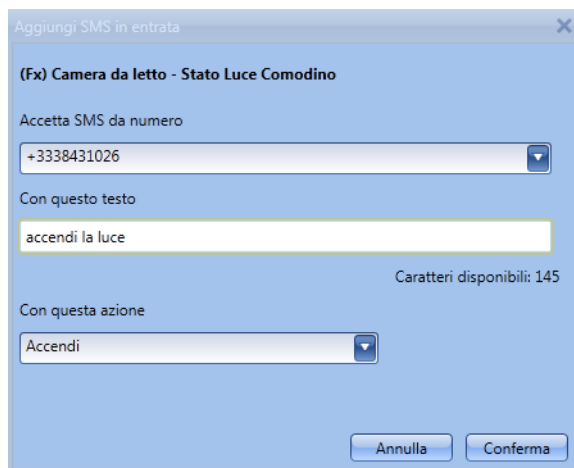 Aggiungi SMS in entrata
(Fx) Camera da letto - Stato Luce Comodino
Accetta SMS da numero
+3338431026
Con questo testo
accendi la luce
Caratteri disponibili: 145
Con questa azione
Accendi
Annulla Conferma